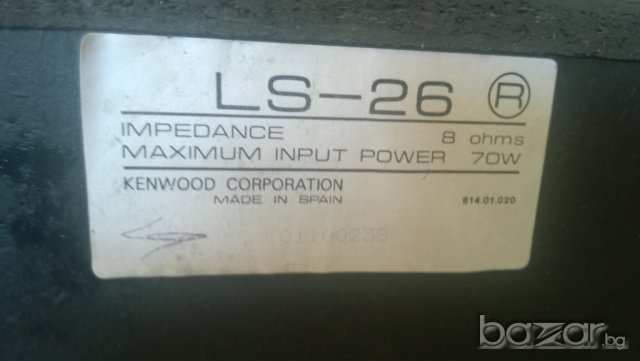 LS-26 R
IMPEDANCE 8 ohms
MAXIMUM INPUT POWER 70W
KENWOOD CORPORATION
MADE IN SPAIN 614.01.020
01100258
bazar.bg